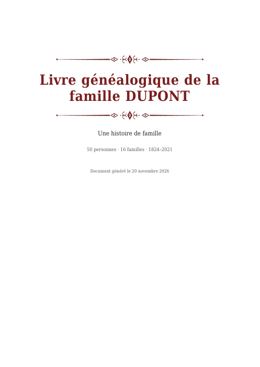 Livre généalogique de la
famille DUPONT
Une histoire de famille
50 personnes · 16 familles · 1824–2021
Document généré le 20 novembre 2026